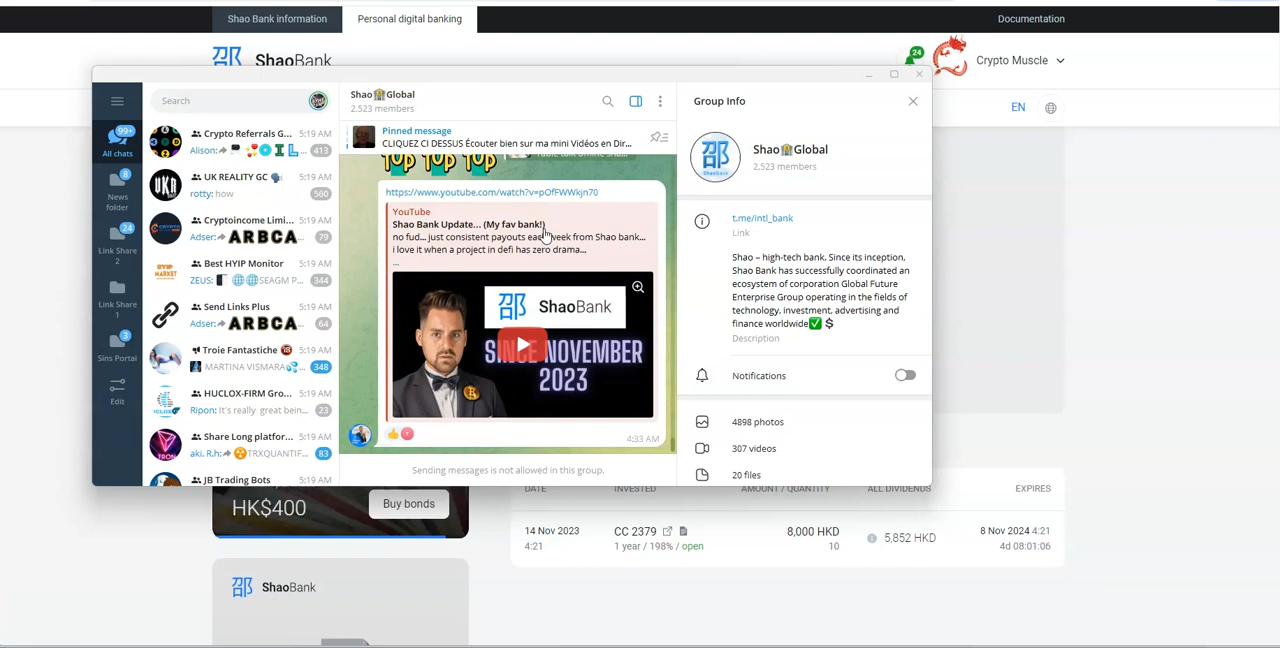 Shao Bank information
Personal digital banking
Documentation
ShaoBank
24
Crypto Muscle
EN
Search
99+
All chats
8
News
folder
24
Link Share
2
Link Share
1
3
Sins Portal
Edit
Crypto Referrals G... 5:19 AM
Alison: 413
UK REALITY GC 5:19 AM
rotty: how 560
Cryptoincome Limi... 5:19 AM
Adser: ARBCA... 79
Best HYIP Monitor 5:19 AM
ZEUS: SEAGM P... 344
Send Links Plus 5:19 AM
Adser: ARBCA... 64
Troie Fantastiche 5:19 AM
MARTINA VISMARA... 348
HUCLOX-FIRM Gro... 5:19 AM
Ripon: It's really great bein... 23
Share Long platfor... 5:19 AM
aki. R.h: TRXQUANTIF... 83
JB Trading Bots 5:19 AM
Shao🏦Global
2,523 members
Pinned message
CLIQUEZ CI DESSUS Écouter bien sur ma mini Vidéos en Dir...
TOP TOP TOP
https://www.youtube.com/watch?v=pOfFWWkjn70
YouTube
Shao Bank Update... (My fav bank!)
no fud... just consistent payouts each week from Shao bank...
i love it when a project in defi has zero drama...
...
ShaoBank
SINCE NOVEMBER
2023
4:33 AM
Sending messages is not allowed in this group.
Group Info
Shao🏦Global
2,523 members
t.me/intl_bank
Link
Shao – high-tech bank. Since its inception,
Shao Bank has successfully coordinated an
ecosystem of corporation Global Future
Enterprise Group operating in the fields of
technology, investment, advertising and
finance worldwide✅ 💲
Description
Notifications
4898 photos
307 videos
20 files
HK$400
Buy bonds
DATE INVESTED AMOUNT / QUANTITY ALL DIVIDENDS EXPIRES
14 Nov 2023 CC 2379 8,000 HKD 5,852 HKD 8 Nov 2024 4:21
4:21 1 year / 198% / open 10 4d 08:01:06
ShaoBank